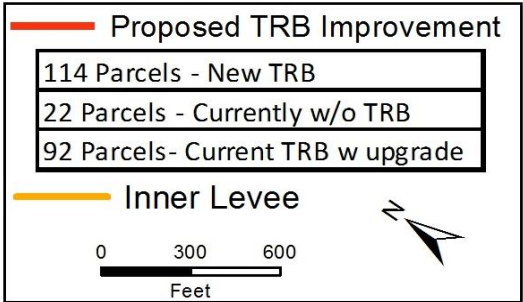 Proposed TRB Improvement
114 Parcels - New TRB
22 Parcels - Currently w/o TRB
92 Parcels- Current TRB w upgrade
Inner Levee
N
0 300 600
Feet